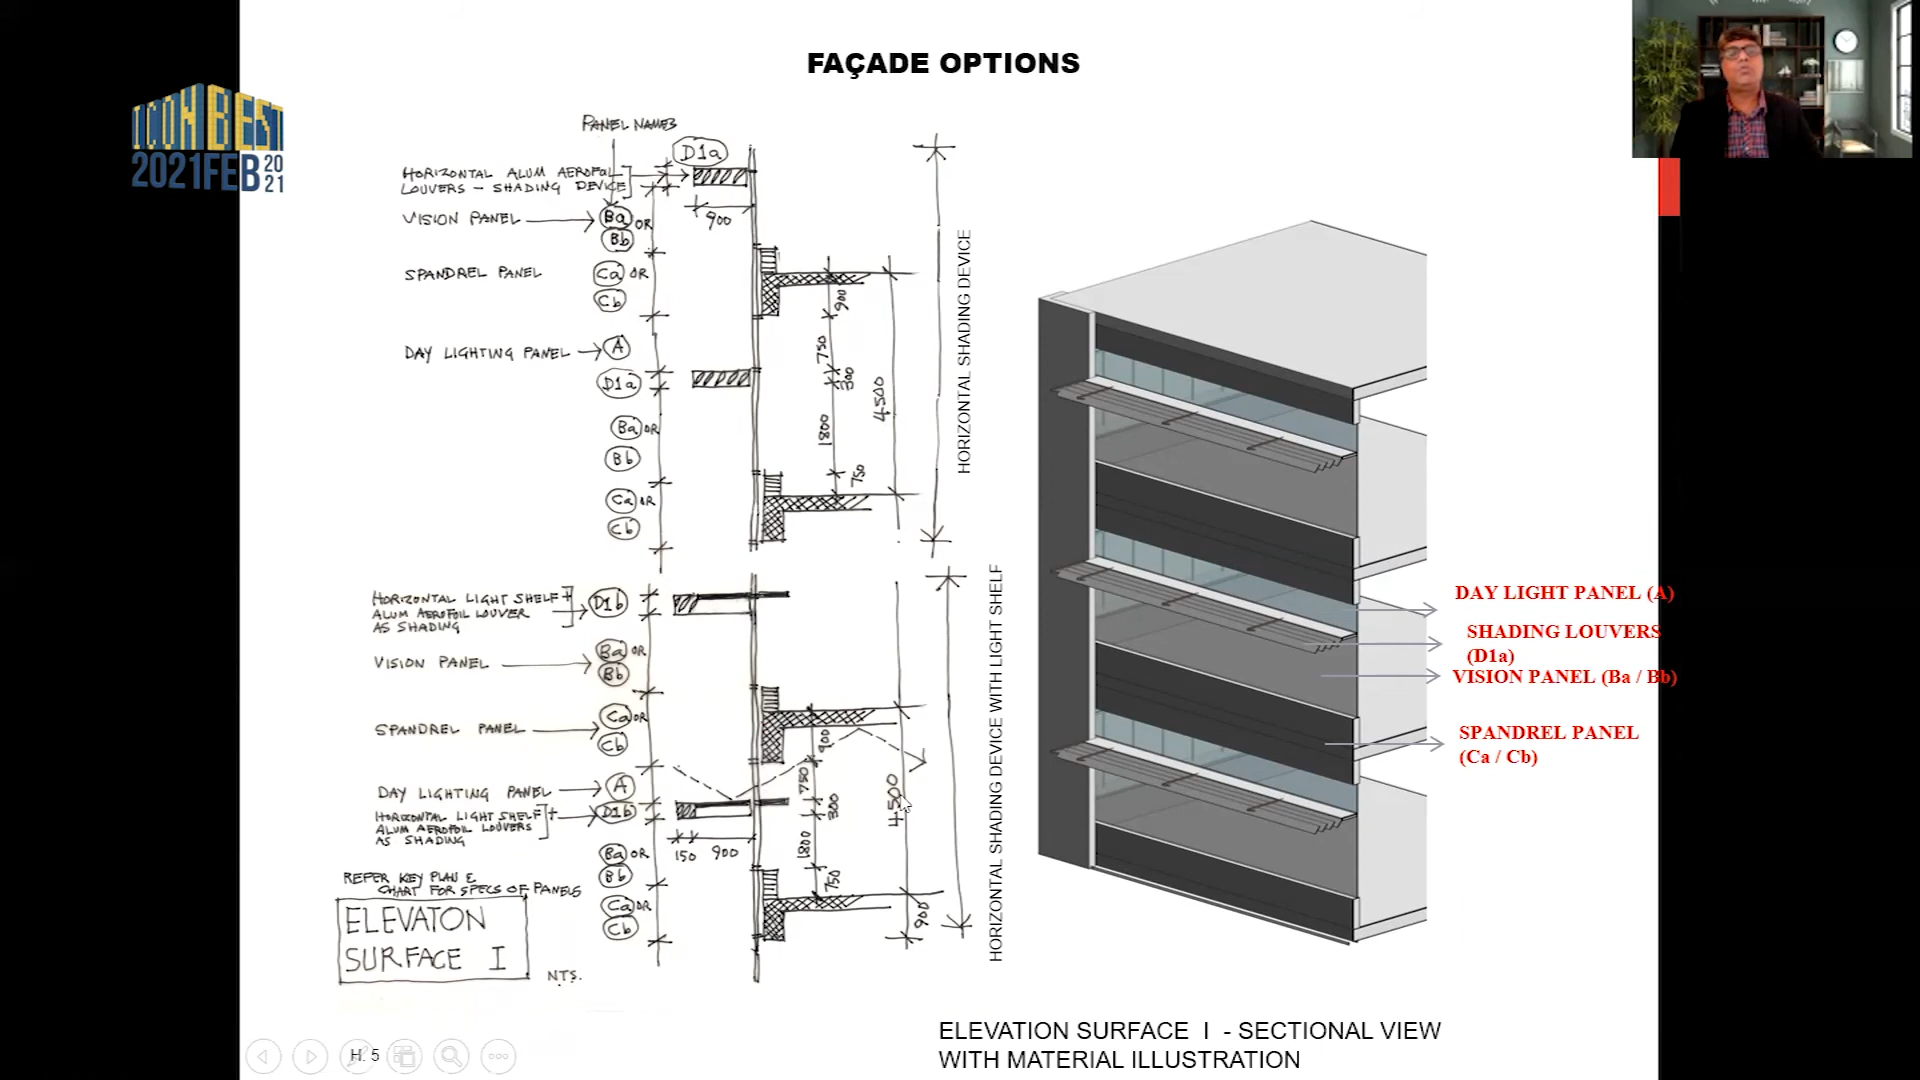 FAÇADE OPTIONS
ICONBEST
2021FEB 20
21
PANEL NAMES
D1a
HORIZONTAL ALUM AEROFOIL
LOUVERS - SHADING DEVICE
900
VISION PANEL
Ba OR
Bb
SPANDREL PANEL
Ca OR
Cb
900
DAY LIGHTING PANEL
A
750
D1a
300
4500
Ba OR
1800
Bb
750
Ca OR
Cb
HORIZONTAL SHADING DEVICE
HORIZONTAL LIGHT SHELF +
ALUM AEROFOIL LOUVER
AS SHADING
D1b
VISION PANEL
Ba OR
Bb
SPANDREL PANEL
Ca OR
Cb
900
DAY LIGHTING PANEL
A
750
4500
HORIZONTAL LIGHT SHELF +
ALUM AEROFOIL LOUVERS
AS SHADING
D1b
300
150 900
1800
Ba OR
Bb
750
Ca OR
Cb
900
HORIZONTAL SHADING DEVICE WITH LIGHT SHELF
REFER KEY PLAN &
CHART FOR SPECS OF PANELS
ELEVATON
SURFACE I
NTS.
DAY LIGHT PANEL (A)
SHADING LOUVERS
(D1a)
VISION PANEL (Ba / Bb)
SPANDREL PANEL
(Ca / Cb)
ELEVATION SURFACE I - SECTIONAL VIEW
WITH MATERIAL ILLUSTRATION
H. 5